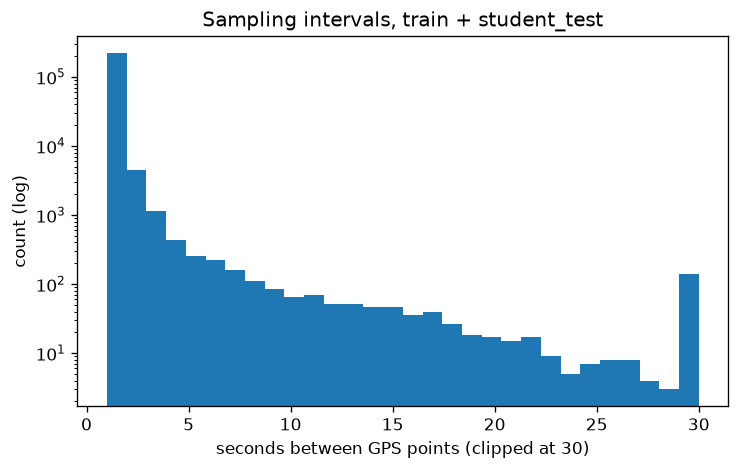 Sampling intervals, train + student_test
count (log)
10^5
10^4
10^3
10^2
10^1
0 5 10 15 20 25 30
seconds between GPS points (clipped at 30)